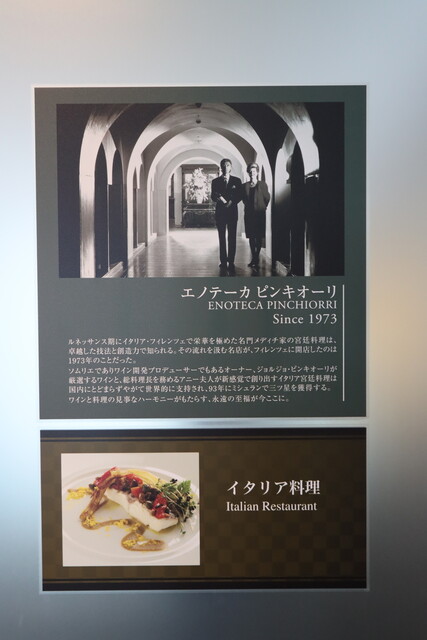 エノテーカ ピンキオーリ
ENOTECA PINCHIORRI
Since 1973
ルネッサンス期にイタリア・フィレンツェで栄華を極めた名門メディチ家の宮廷料理は、
卓越した技法と創造力で知られる。その流れを汲む名店が、フィレンツェに開店したのは
1973年のことだった。
ソムリエでありワイン開発プロデューサーでもあるオーナー、ジョルジョ・ピンキオーリが
厳選するワインと、総料理長を務めるアニー夫人が新感覚で創り出すイタリア宮廷料理は
国内にとどまらずやがて世界的に支持され、93年にミシュランで三ツ星を獲得する。
ワインと料理の見事なハーモニーがもたらす、永遠の至福が今ここに。
イタリア料理
Italian Restaurant